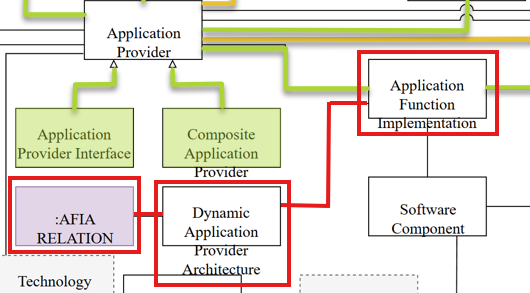 Application
Provider
Application
Function
Implementation
Application
Provider Interface
Composite
Application
Provider
:AFIA
RELATION
Dynamic
Application
Provider
Architecture
Software
Component
Technology